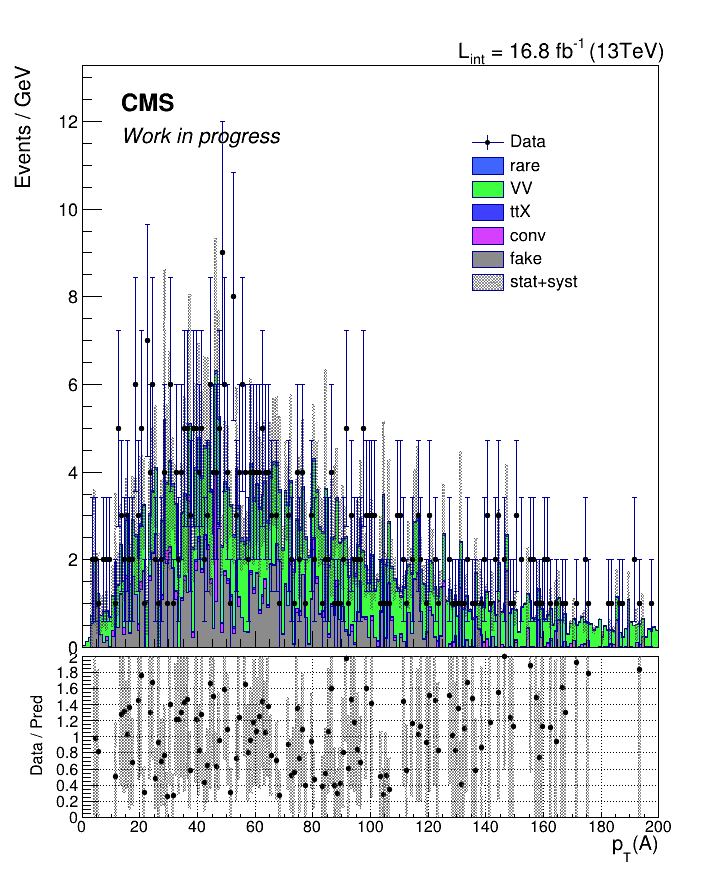 L_int = 16.8 fb^-1 (13TeV)
Events / GeV
CMS
Work in progress
Data
rare
VV
ttX
conv
fake
stat+syst
12
10
8
6
4
2
0
Data / Pred
2
1.8
1.6
1.4
1.2
1
0.8
0.6
0.4
0.2
0
0 20 40 60 80 100 120 140 160 180 200
p_T(A)